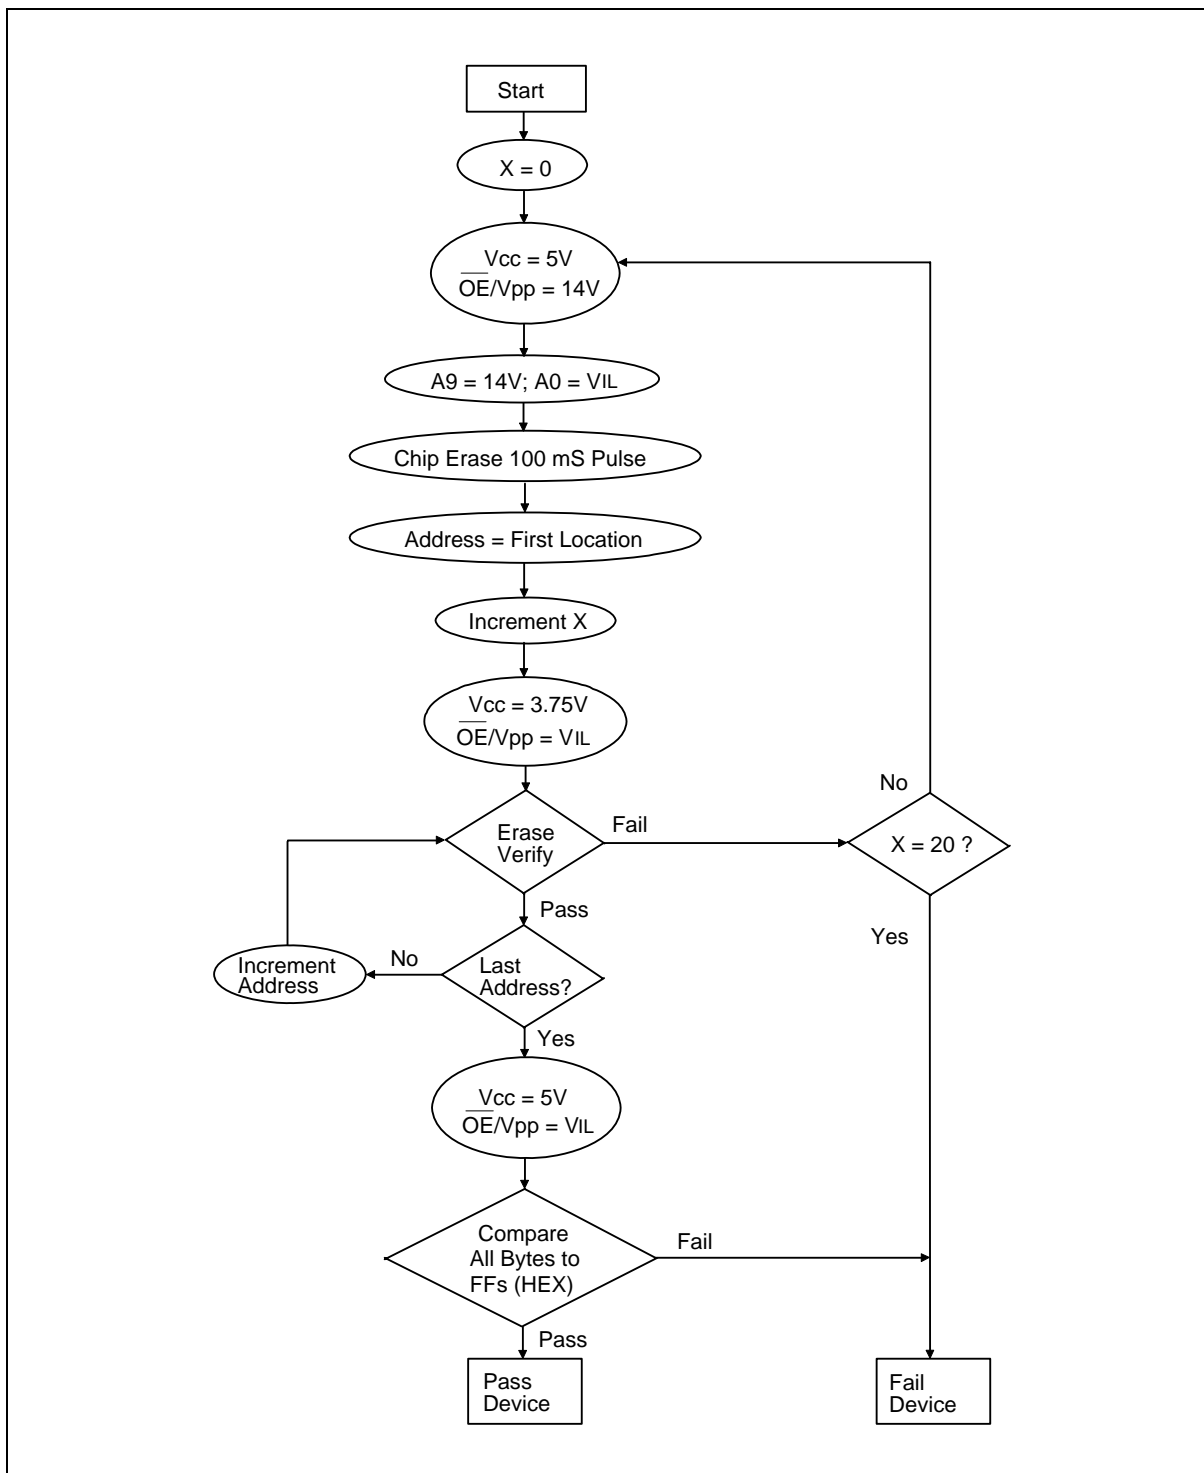 Start
X = 0
Vcc = 5V
OE/Vpp = 14V
A9 = 14V; A0 = VIL
Chip Erase 100 mS Pulse
Address = First Location
Increment X
Vcc = 3.75V
OE/Vpp = VIL
No
Erase
Verify
Fail
X = 20 ?
Pass
Yes
Increment
Address
No
Last
Address?
Yes
Vcc = 5V
OE/Vpp = VIL
Compare
All Bytes to
FFs (HEX)
Fail
Pass
Pass
Device
Fail
Device